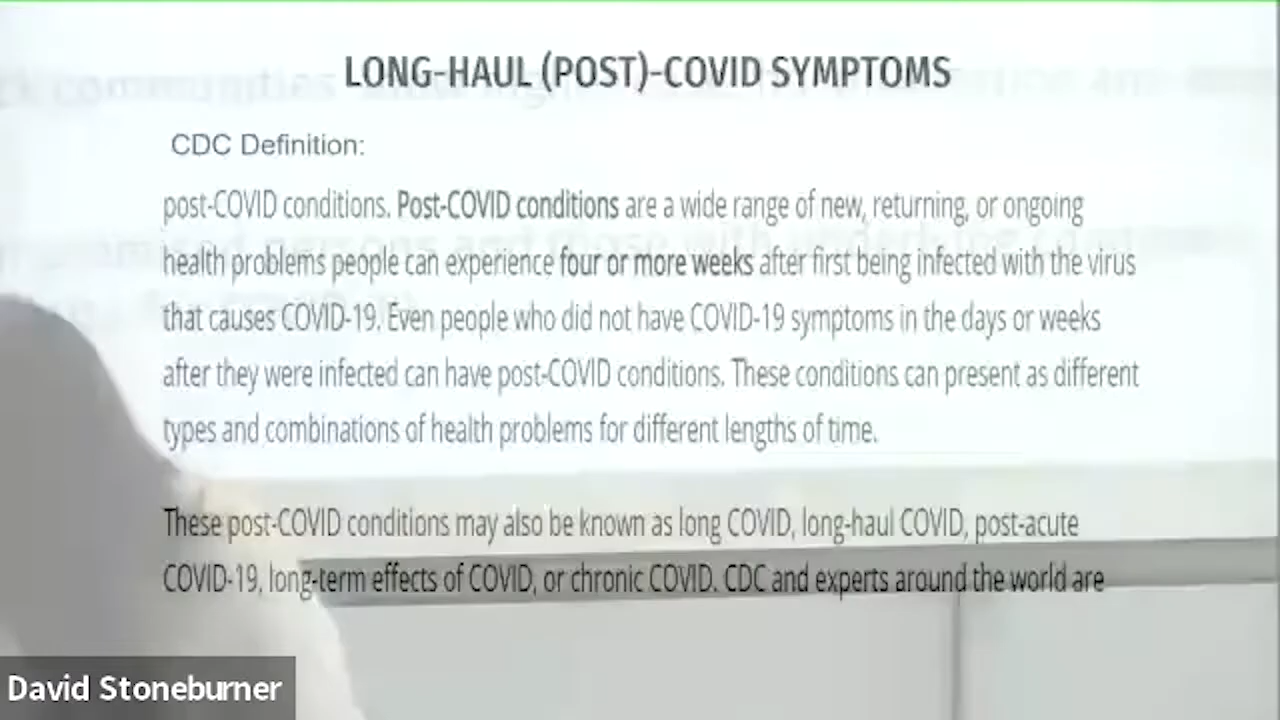 LONG-HAUL (POST)-COVID SYMPTOMS
CDC Definition:
post-COVID conditions. Post-COVID conditions are a wide range of new, returning, or ongoing
health problems people can experience four or more weeks after first being infected with the virus
that causes COVID-19. Even people who did not have COVID-19 symptoms in the days or weeks
after they were infected can have post-COVID conditions. These conditions can present as different
types and combinations of health problems for different lengths of time.
These post-COVID conditions may also be known as long COVID, long-haul COVID, post-acute
COVID-19, long-term effects of COVID, or chronic COVID. CDC and experts around the world are
David Stoneburner